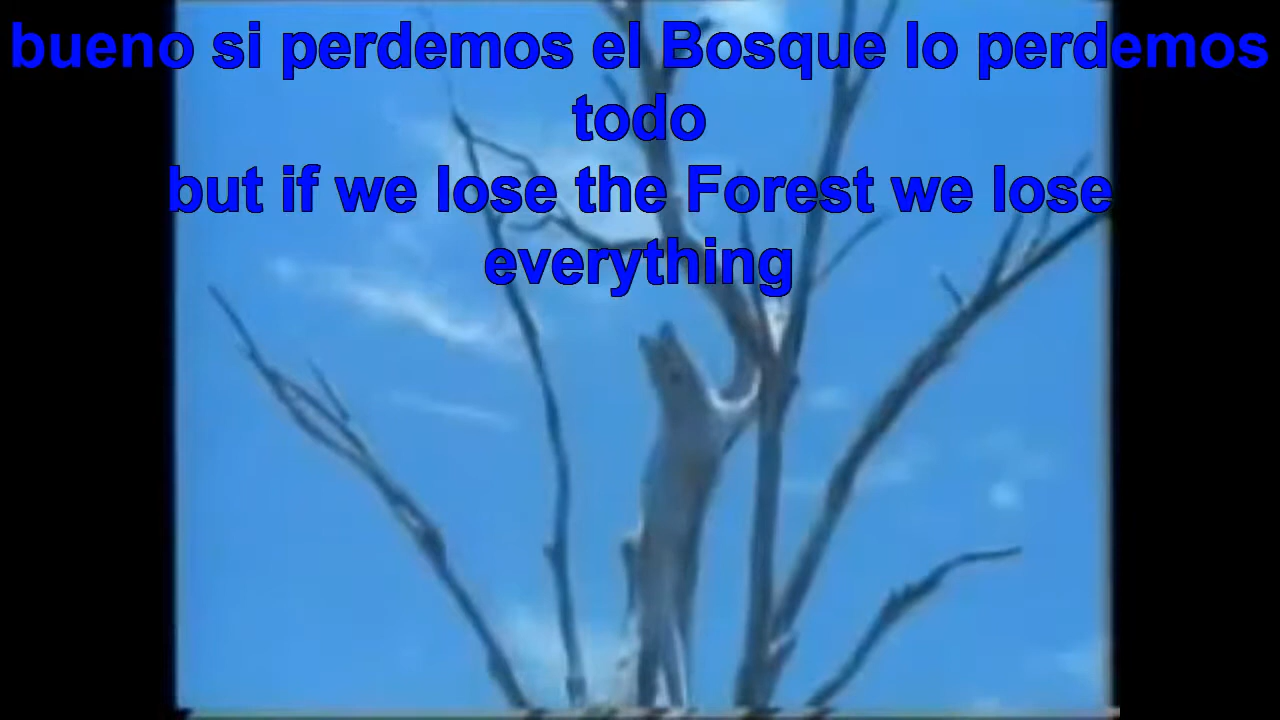 bueno si perdemos el Bosque lo perdemos
todo
but if we lose the Forest we lose
everything